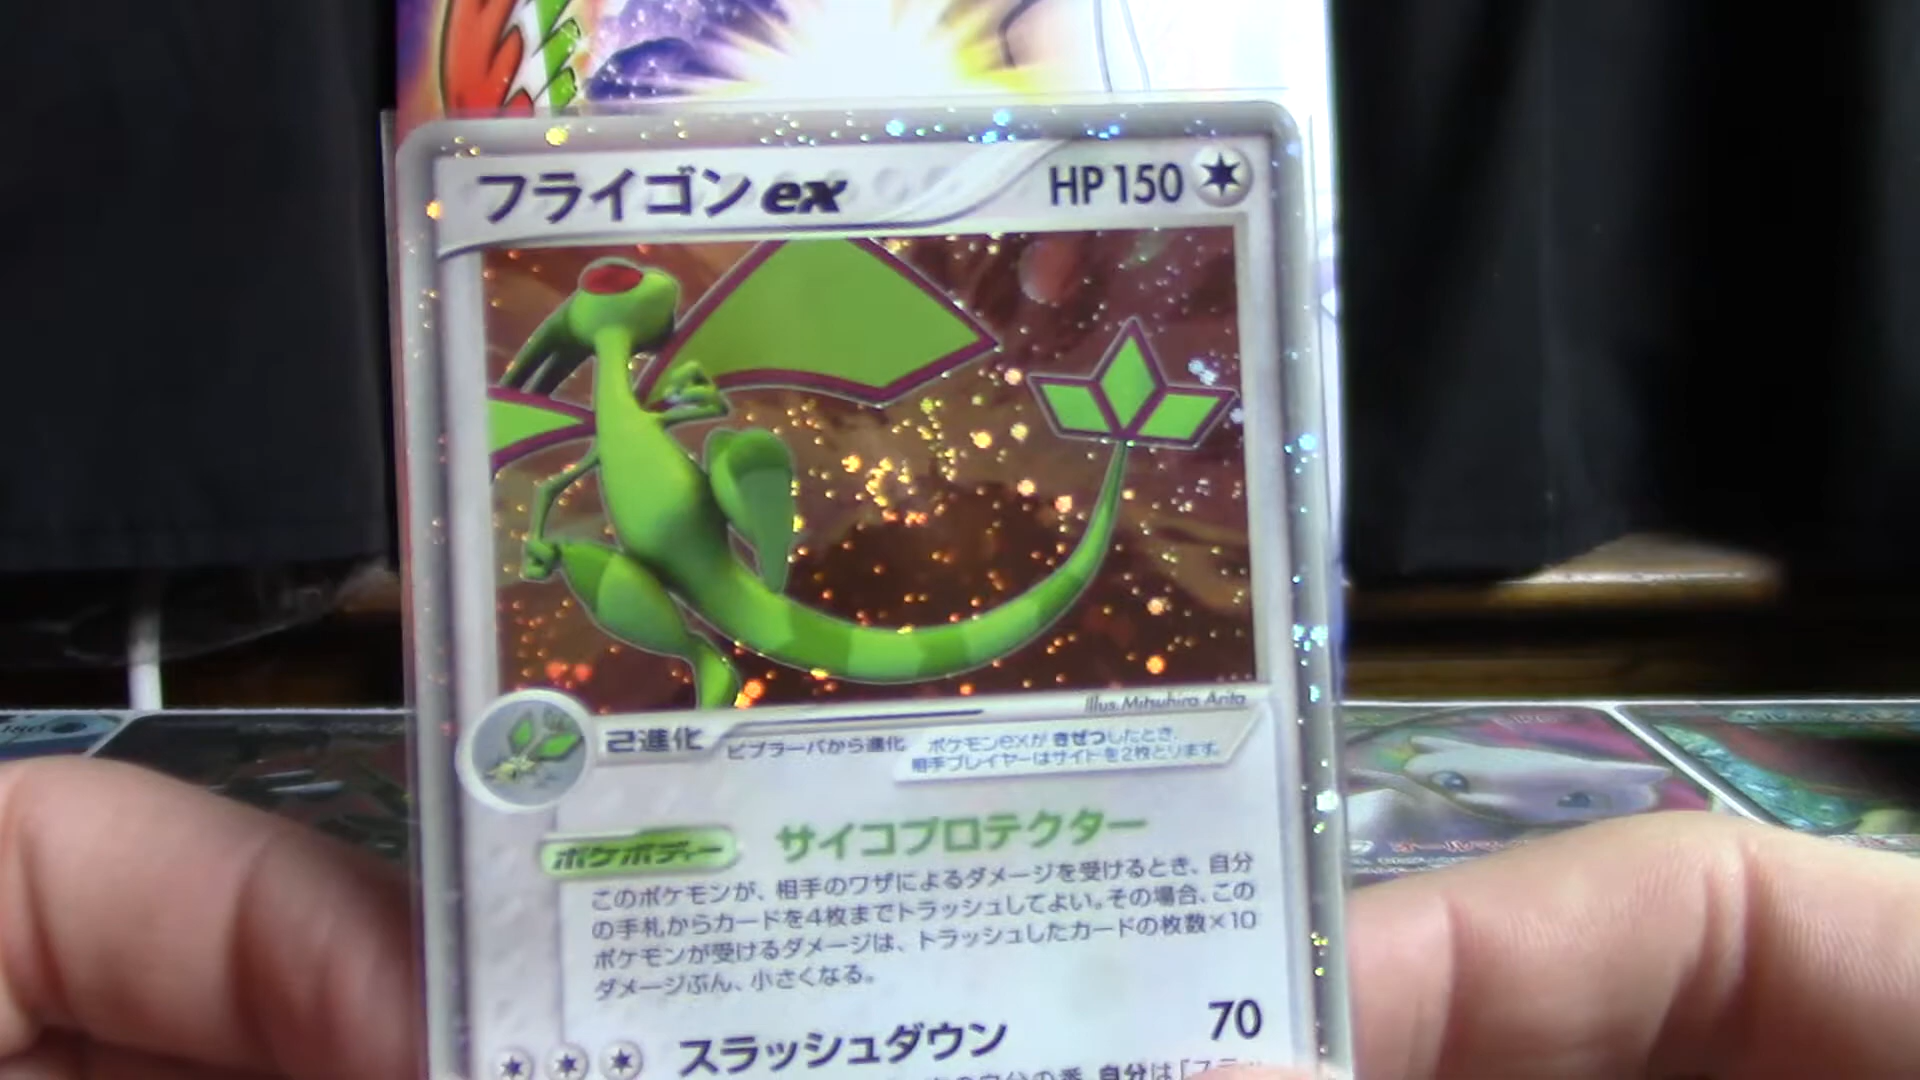 フライゴンex HP150
Illus.Mitsuhiro Arita
2進化 ビブラーバから進化
ポケモンexがきぜつしたとき、
相手プレイヤーはサイドを2枚とります。
ポケボディー サイコプロテクター
このポケモンが、相手のワザによるダメージを受けるとき、自分
の手札からカードを4枚までトラッシュしてよい。その場合、この
ポケモンが受けるダメージは、トラッシュしたカードの枚数×10
ダメージぶん、小さくなる。
スラッシュダウン 70